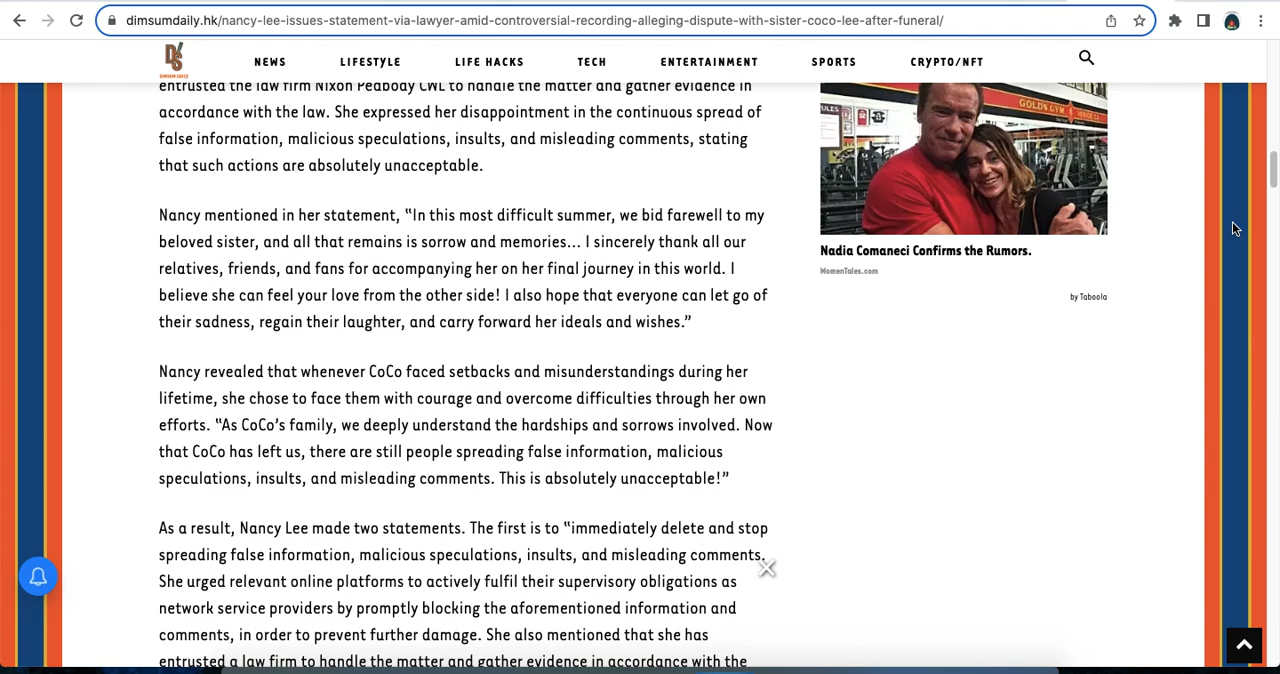 dimsumdaily.hk/nancy-lee-issues-statement-via-lawyer-amid-controversial-recording-alleging-dispute-with-sister-coco-lee-after-funeral/
DS
DIMSUM DAILY
NEWS LIFESTYLE LIFE HACKS TECH ENTERTAINMENT SPORTS CRYPTO/NFT
entrusted the law firm Nixon Peabody CWL to handle the matter and gather evidence in
accordance with the law. She expressed her disappointment in the continuous spread of
false information, malicious speculations, insults, and misleading comments, stating
that such actions are absolutely unacceptable.
Nancy mentioned in her statement, “In this most difficult summer, we bid farewell to my
beloved sister, and all that remains is sorrow and memories… I sincerely thank all our
relatives, friends, and fans for accompanying her on her final journey in this world. I
believe she can feel your love from the other side! I also hope that everyone can let go of
their sadness, regain their laughter, and carry forward her ideals and wishes.”
Nancy revealed that whenever CoCo faced setbacks and misunderstandings during her
lifetime, she chose to face them with courage and overcome difficulties through her own
efforts. “As CoCo’s family, we deeply understand the hardships and sorrows involved. Now
that CoCo has left us, there are still people spreading false information, malicious
speculations, insults, and misleading comments. This is absolutely unacceptable!”
As a result, Nancy Lee made two statements. The first is to “immediately delete and stop
spreading false information, malicious speculations, insults, and misleading comments.
She urged relevant online platforms to actively fulfil their supervisory obligations as
network service providers by promptly blocking the aforementioned information and
comments, in order to prevent further damage. She also mentioned that she has
entrusted a law firm to handle the matter and gather evidence in accordance with the
RULES
GOLD'S GYM
VENICE CA.
Nadia Comaneci Confirms the Rumors.
WomenTales.com
by Taboola